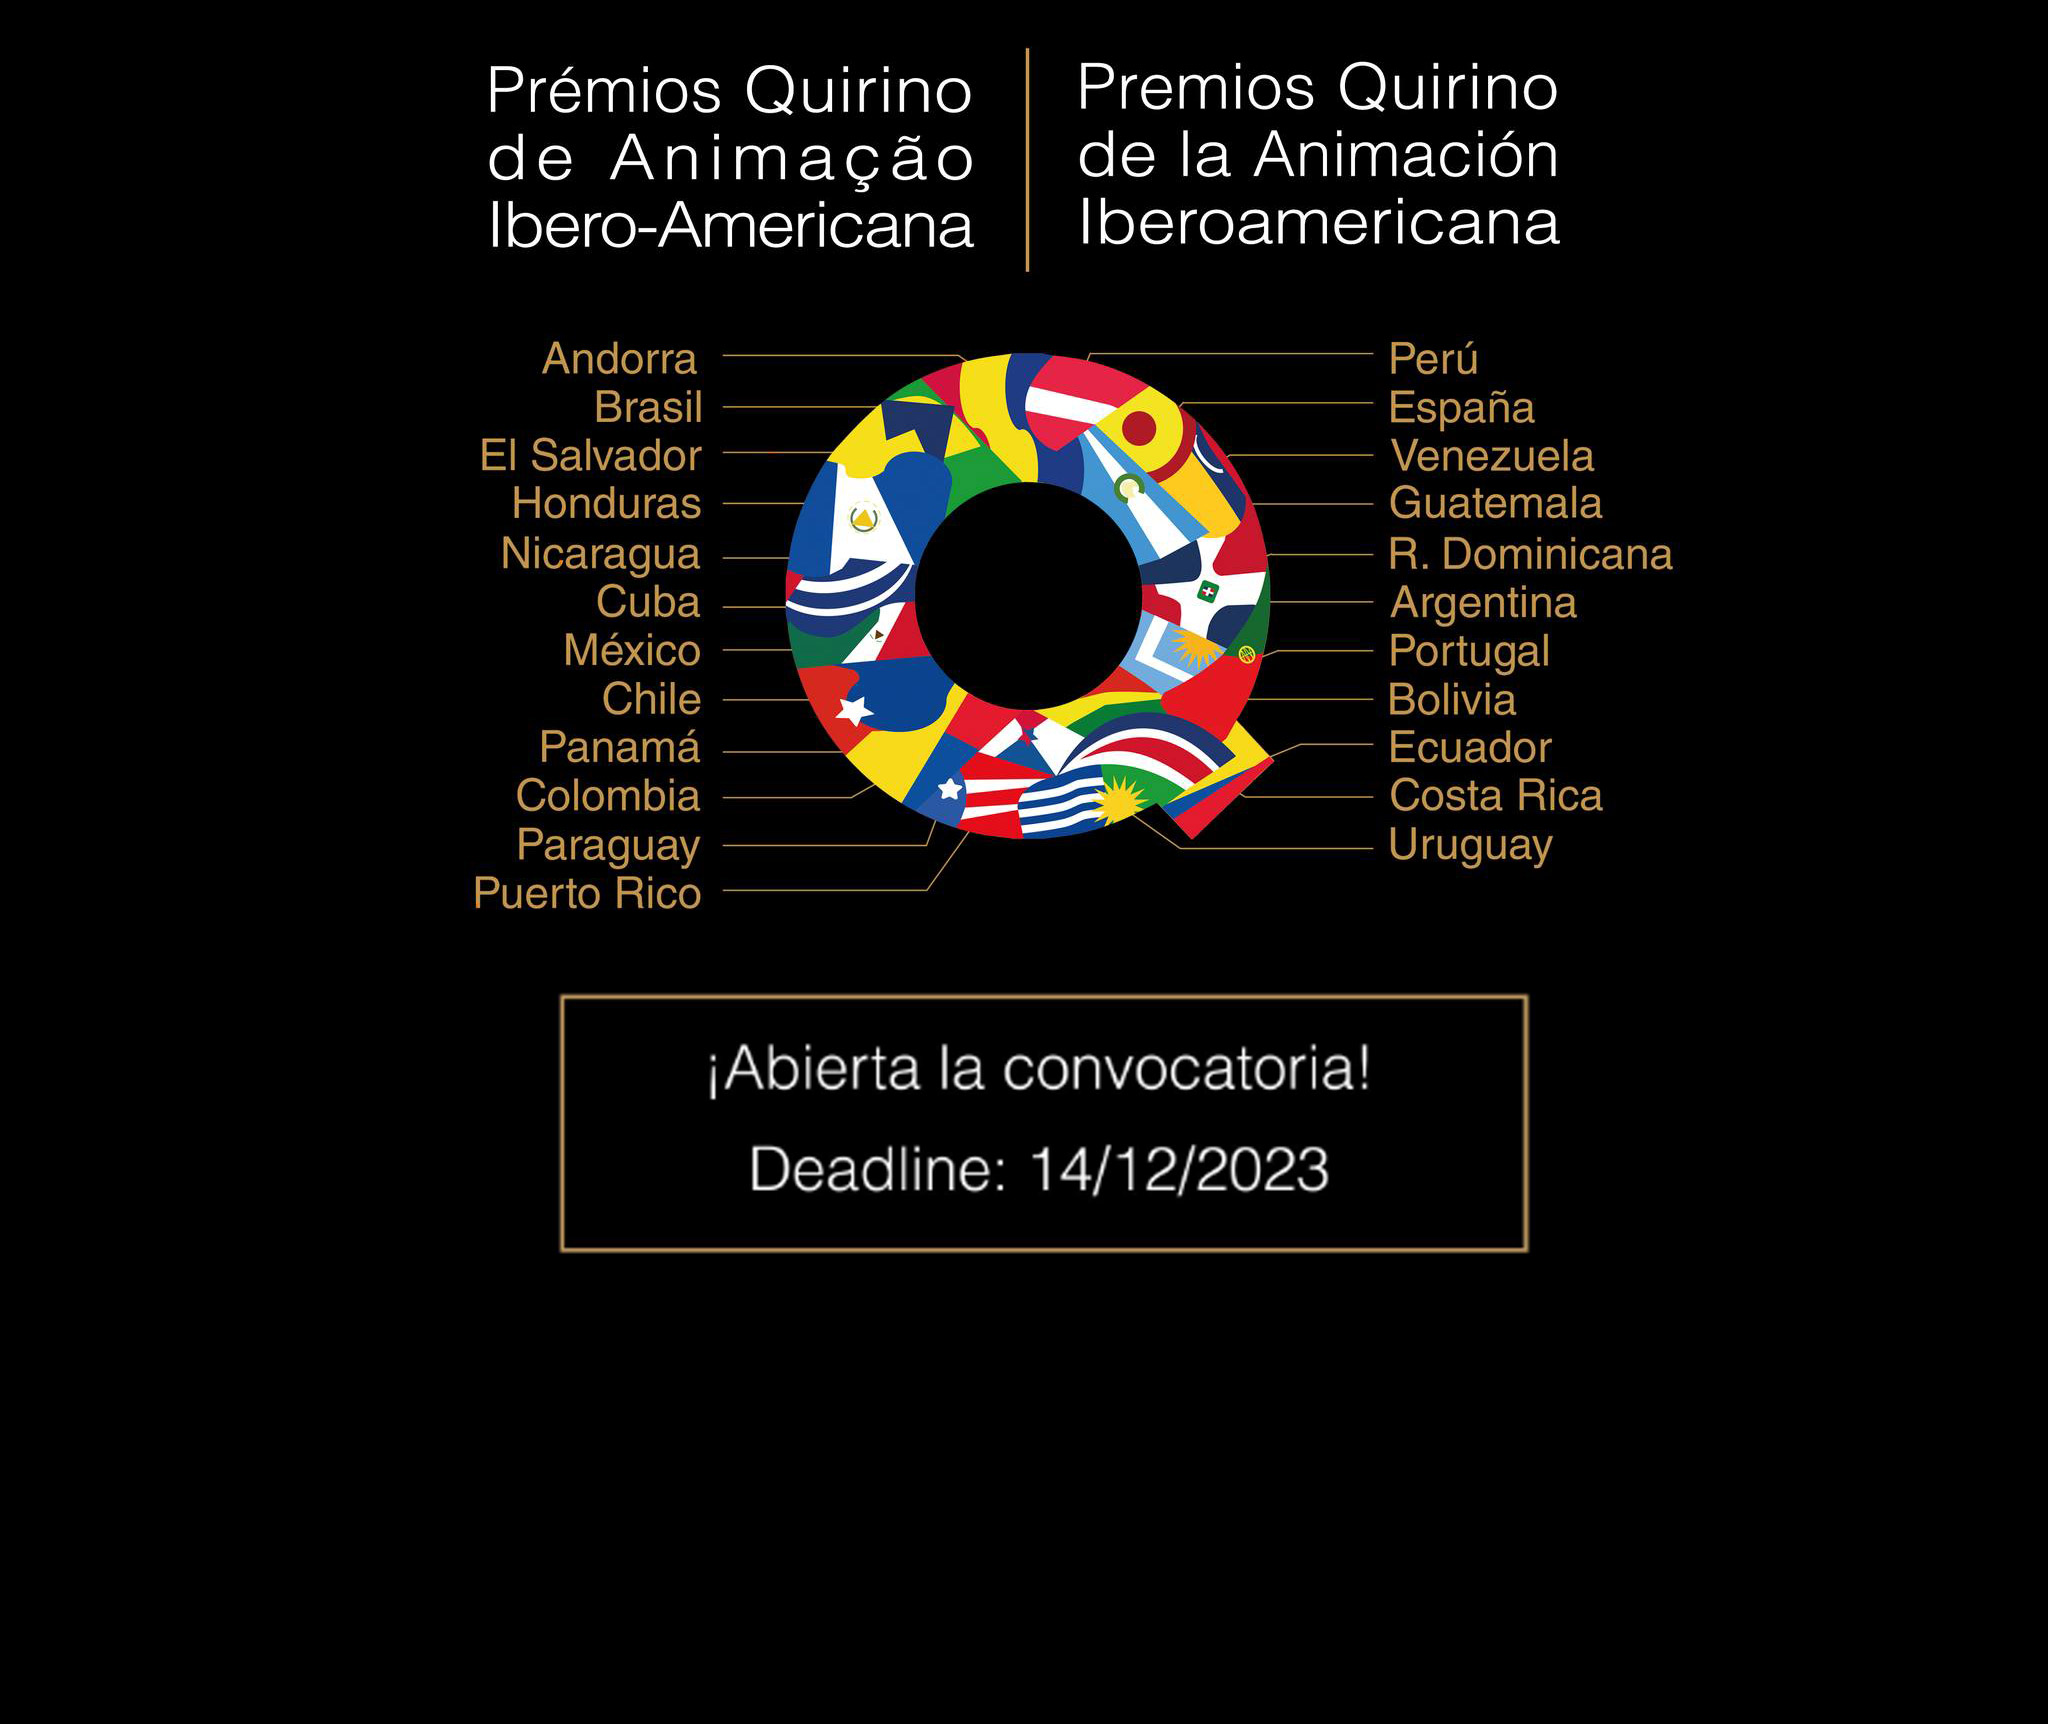 Prémios Quirino
de Animação
Ibero-Americana
Premios Quirino
de la Animación
Iberoamericana
Andorra
Brasil
El Salvador
Honduras
Nicaragua
Cuba
México
Chile
Panamá
Colombia
Paraguay
Puerto Rico
Perú
España
Venezuela
Guatemala
R. Dominicana
Argentina
Portugal
Bolivia
Ecuador
Costa Rica
Uruguay
¡Abierta la convocatoria!
Deadline: 14/12/2023